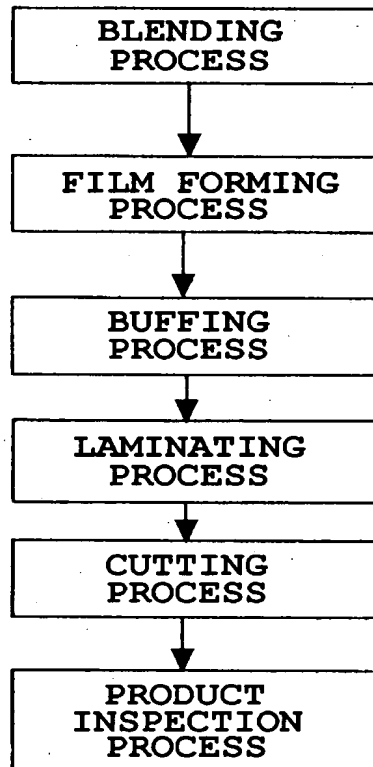 BLENDING
PROCESS
FILM FORMING
PROCESS
BUFFING
PROCESS
LAMINATING
PROCESS
CUTTING
PROCESS
PRODUCT
INSPECTION
PROCESS